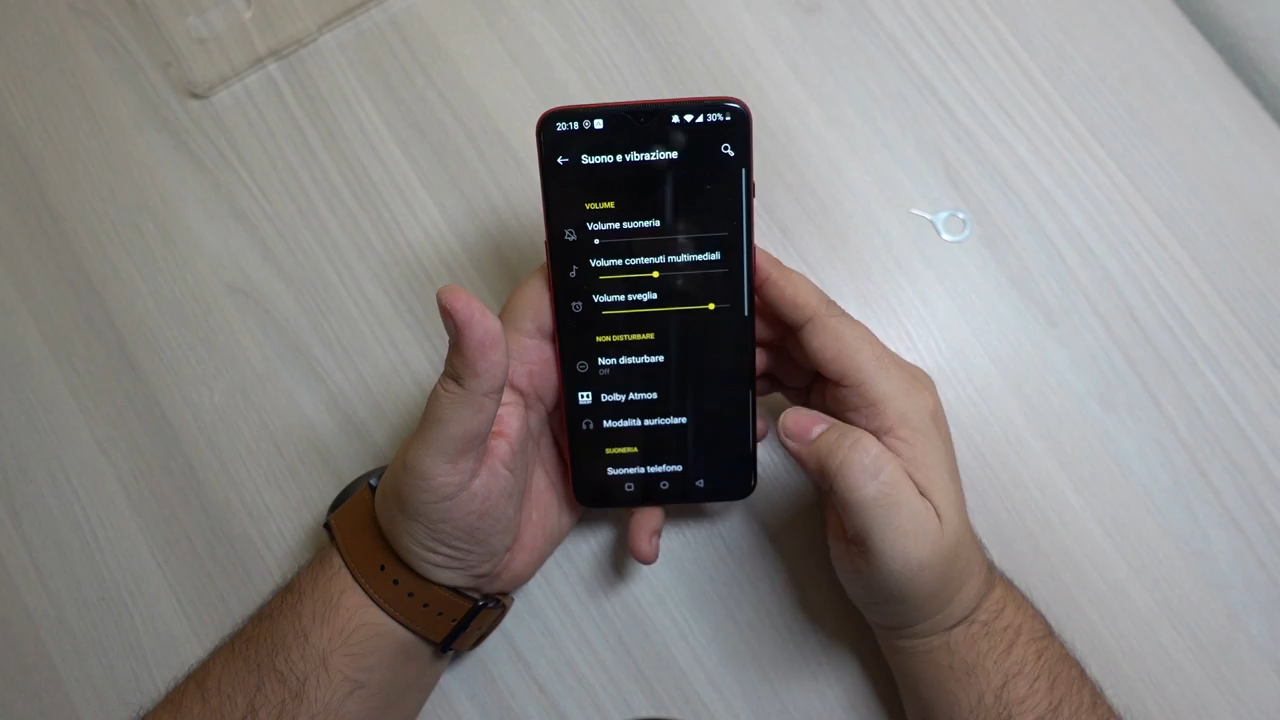 20:18 30%
Suono e vibrazione
VOLUME
Volume suoneria
Volume contenuti multimediali
Volume sveglia
NON DISTURBARE
Non disturbare
Off
Dolby Atmos
Modalità auricolare
SUONERIA
Suoneria telefono